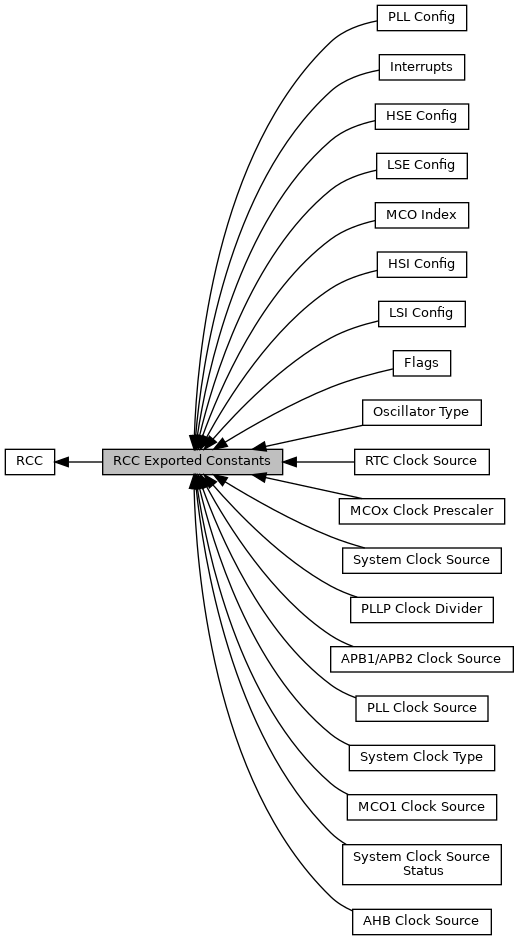 PLL Config
Interrupts
HSE Config
LSE Config
MCO Index
HSI Config
LSI Config
Flags
Oscillator Type
RCC
RCC Exported Constants
RTC Clock Source
MCOx Clock Prescaler
System Clock Source
PLLP Clock Divider
APB1/APB2 Clock Source
PLL Clock Source
System Clock Type
MCO1 Clock Source
System Clock Source
Status
AHB Clock Source